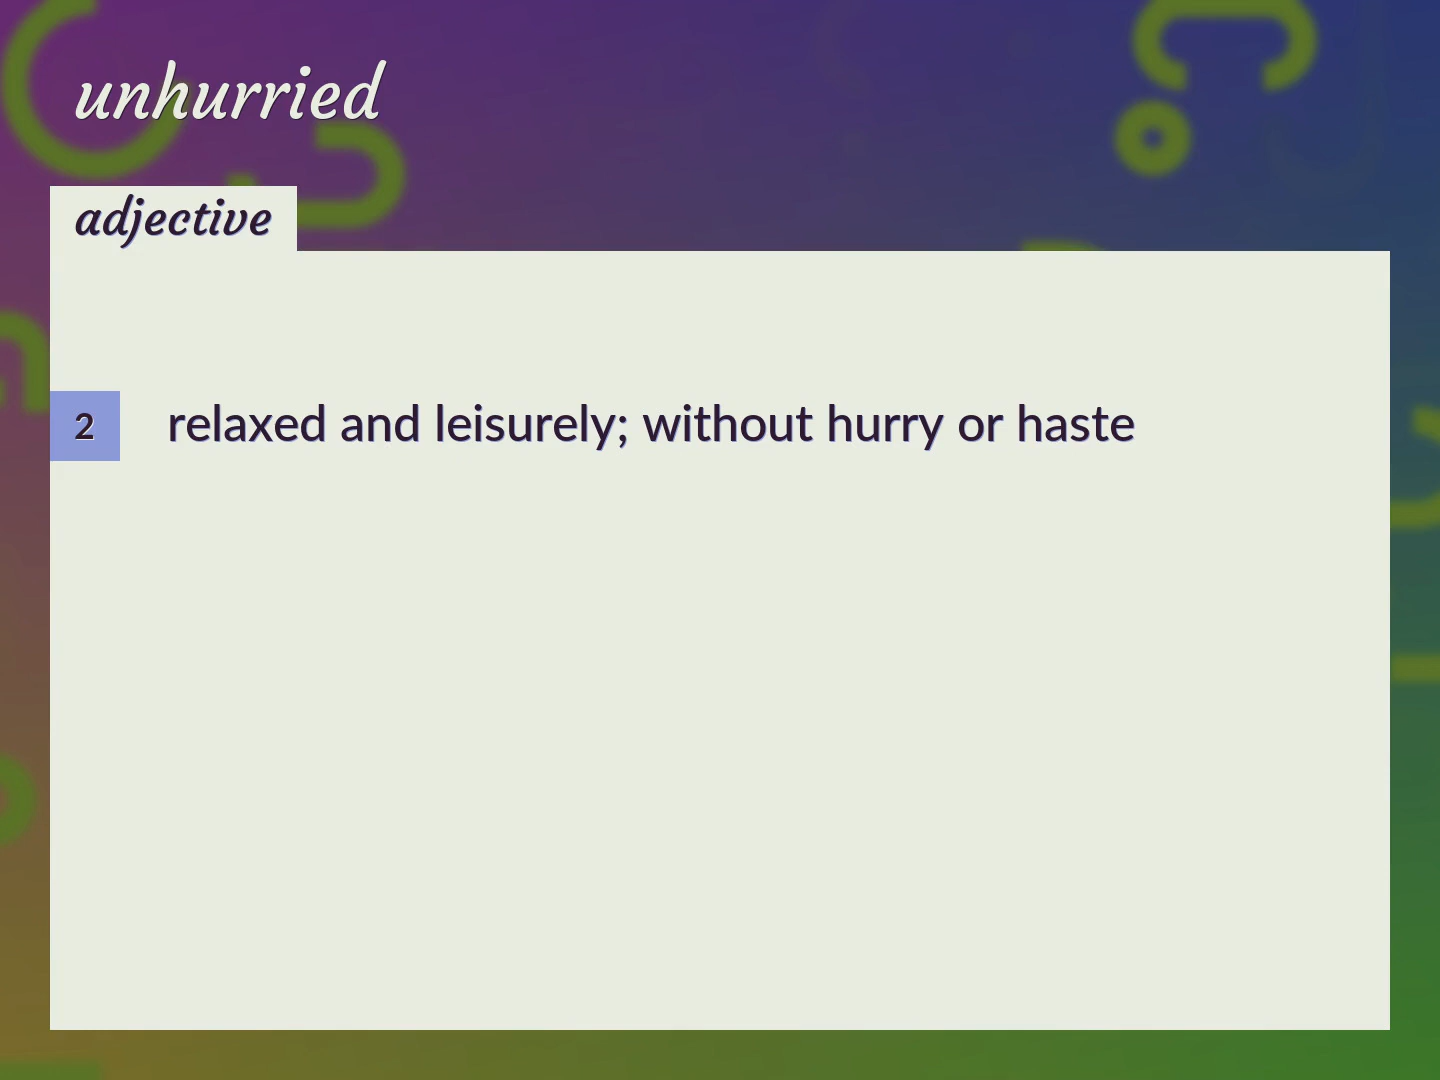 unhurried
adjective
2 relaxed and leisurely; without hurry or haste